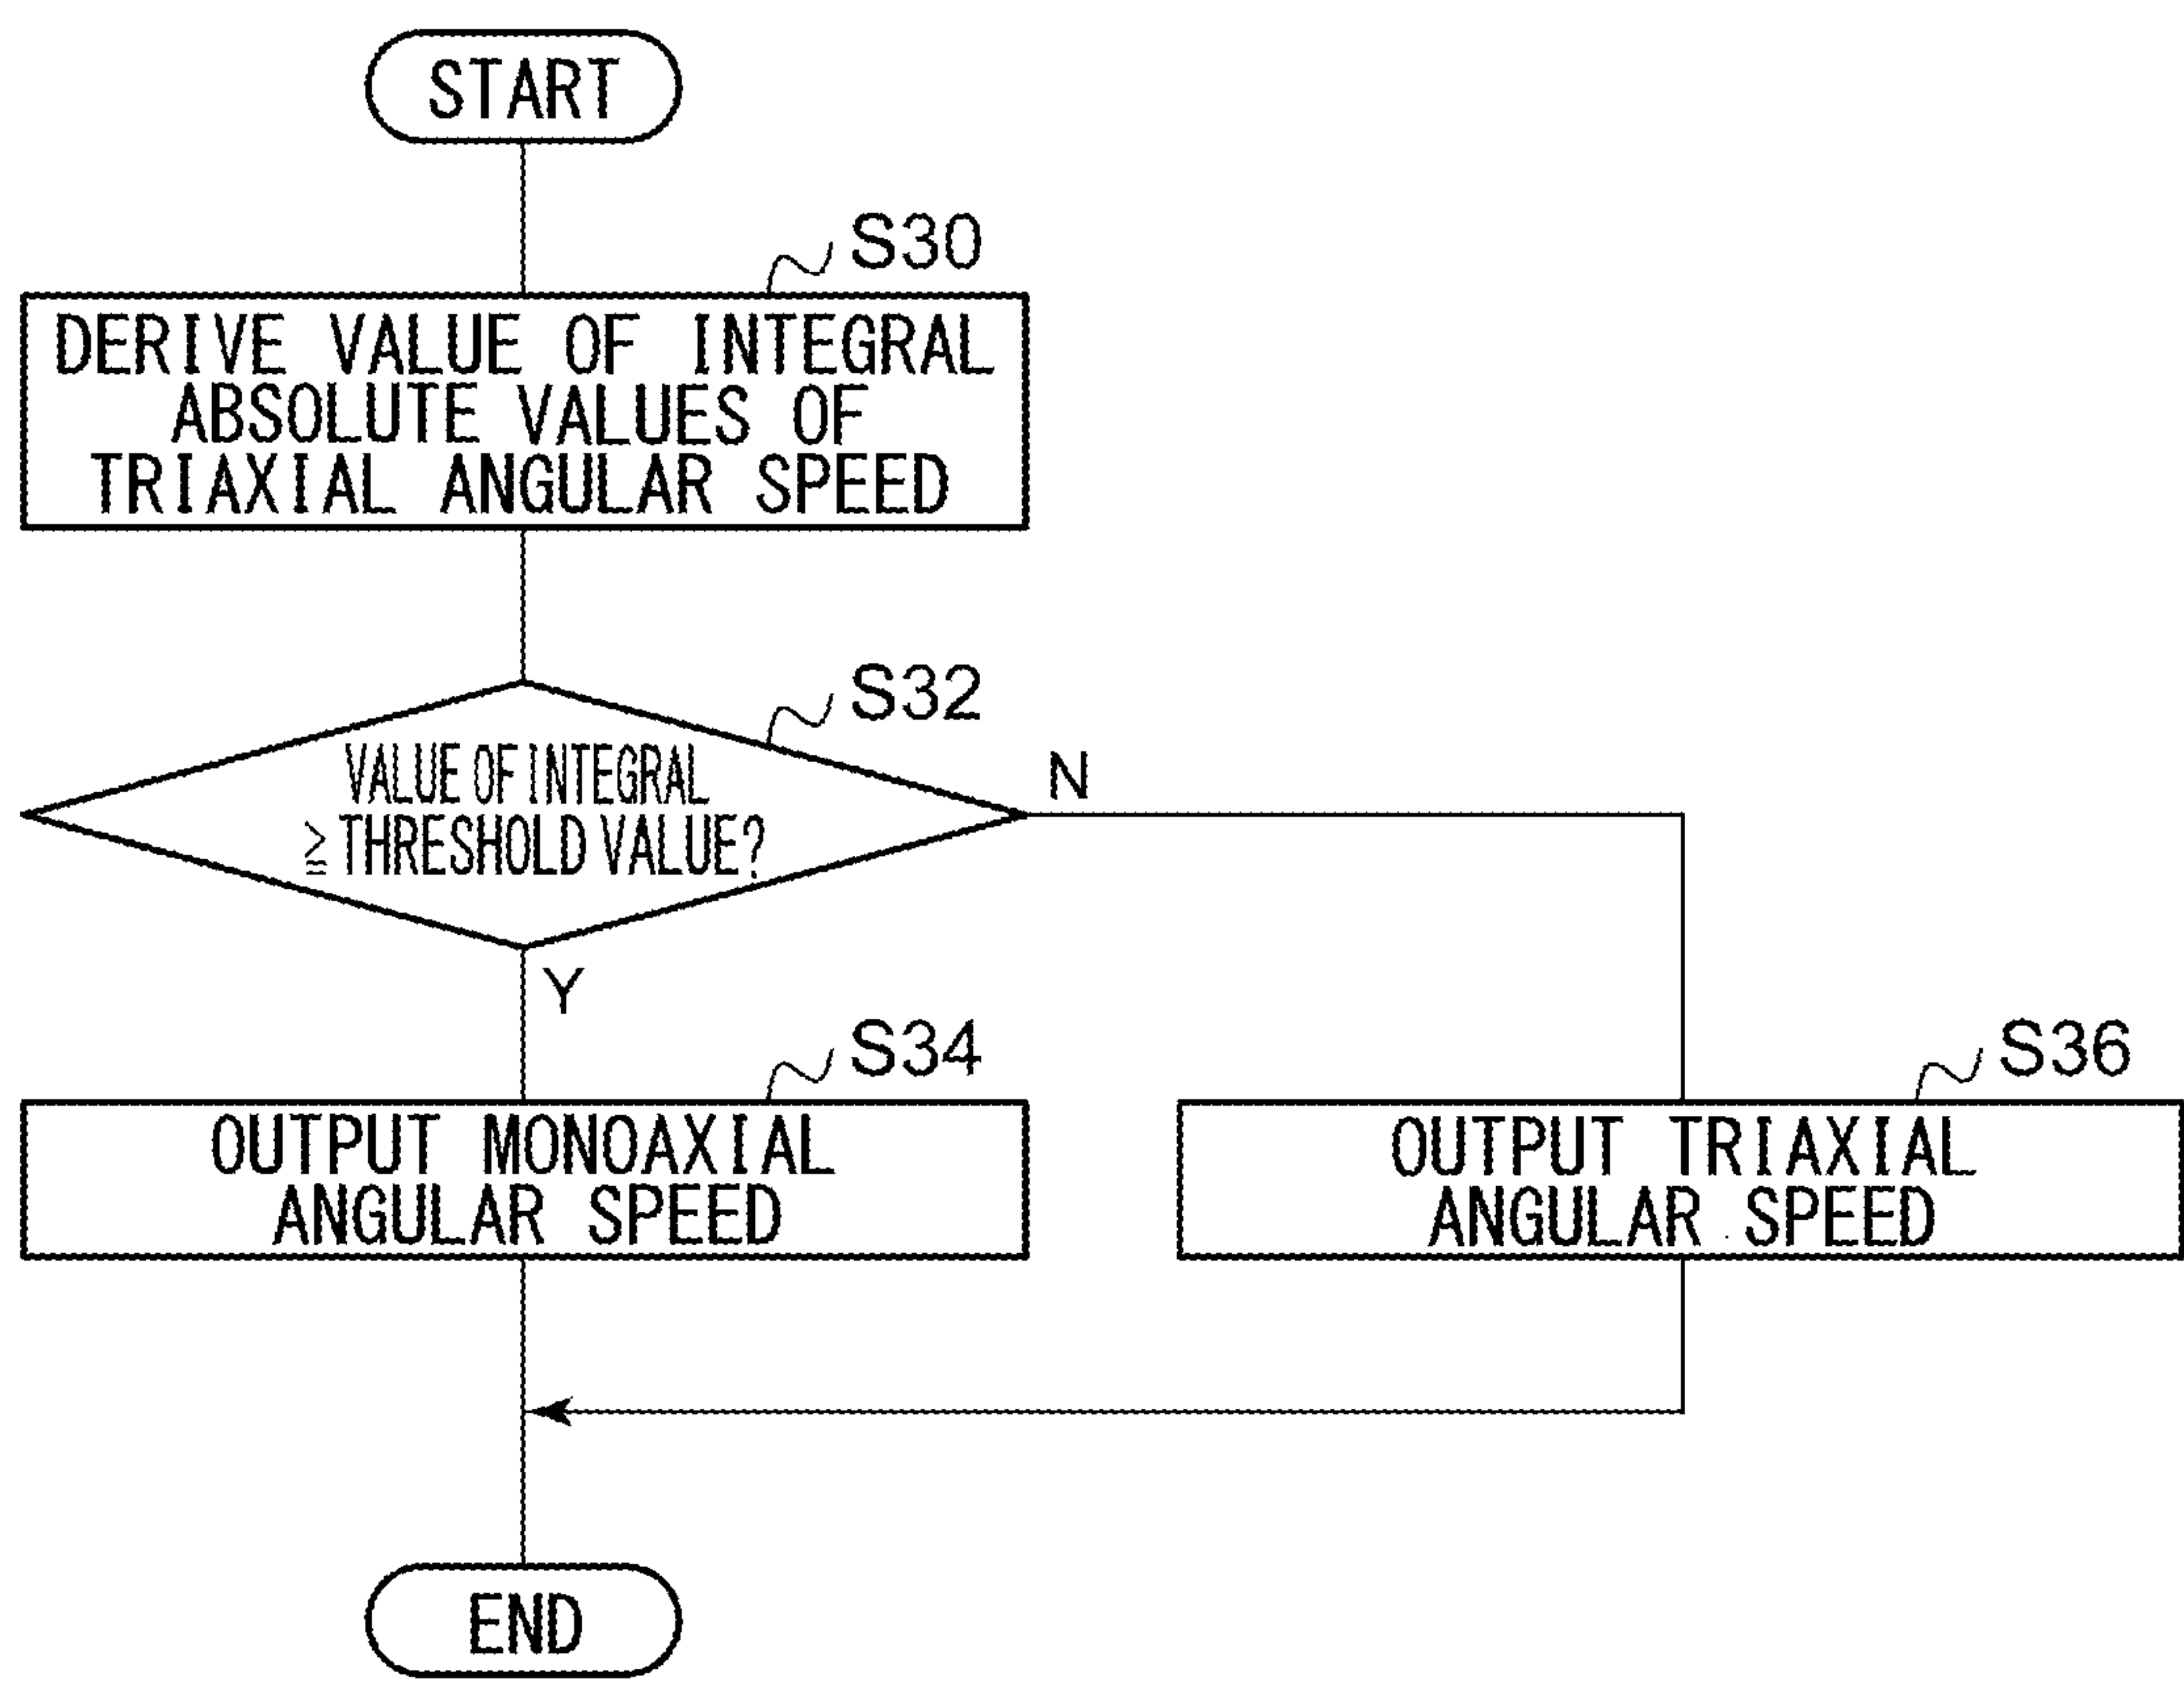 START
S30
DERIVE VALUE OF INTEGRAL
ABSOLUTE VALUES OF
TRIAXIAL ANGULAR SPEED
S32
VALUE OF INTEGRAL
≧ THRESHOLD VALUE?
N
Y
S34
OUTPUT MONOAXIAL
ANGULAR SPEED
S36
OUTPUT TRIAXIAL
ANGULAR SPEED
END